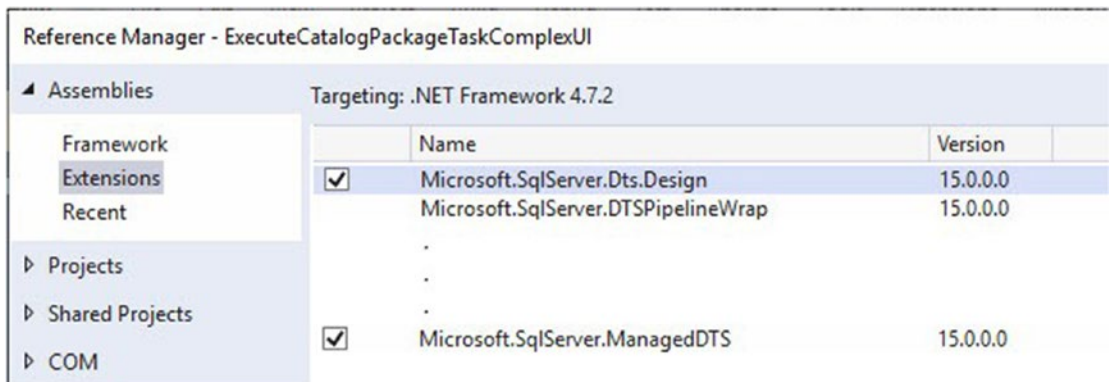 Reference Manager - ExecuteCatalogPackageTaskComplexUI
Assemblies
Framework
Extensions
Recent
Projects
Shared Projects
COM
Targeting: .NET Framework 4.7.2
Name Version
Microsoft.SqlServer.Dts.Design 15.0.0.0
Microsoft.SqlServer.DTSPipelineWrap 15.0.0.0
.
.
.
Microsoft.SqlServer.ManagedDTS 15.0.0.0